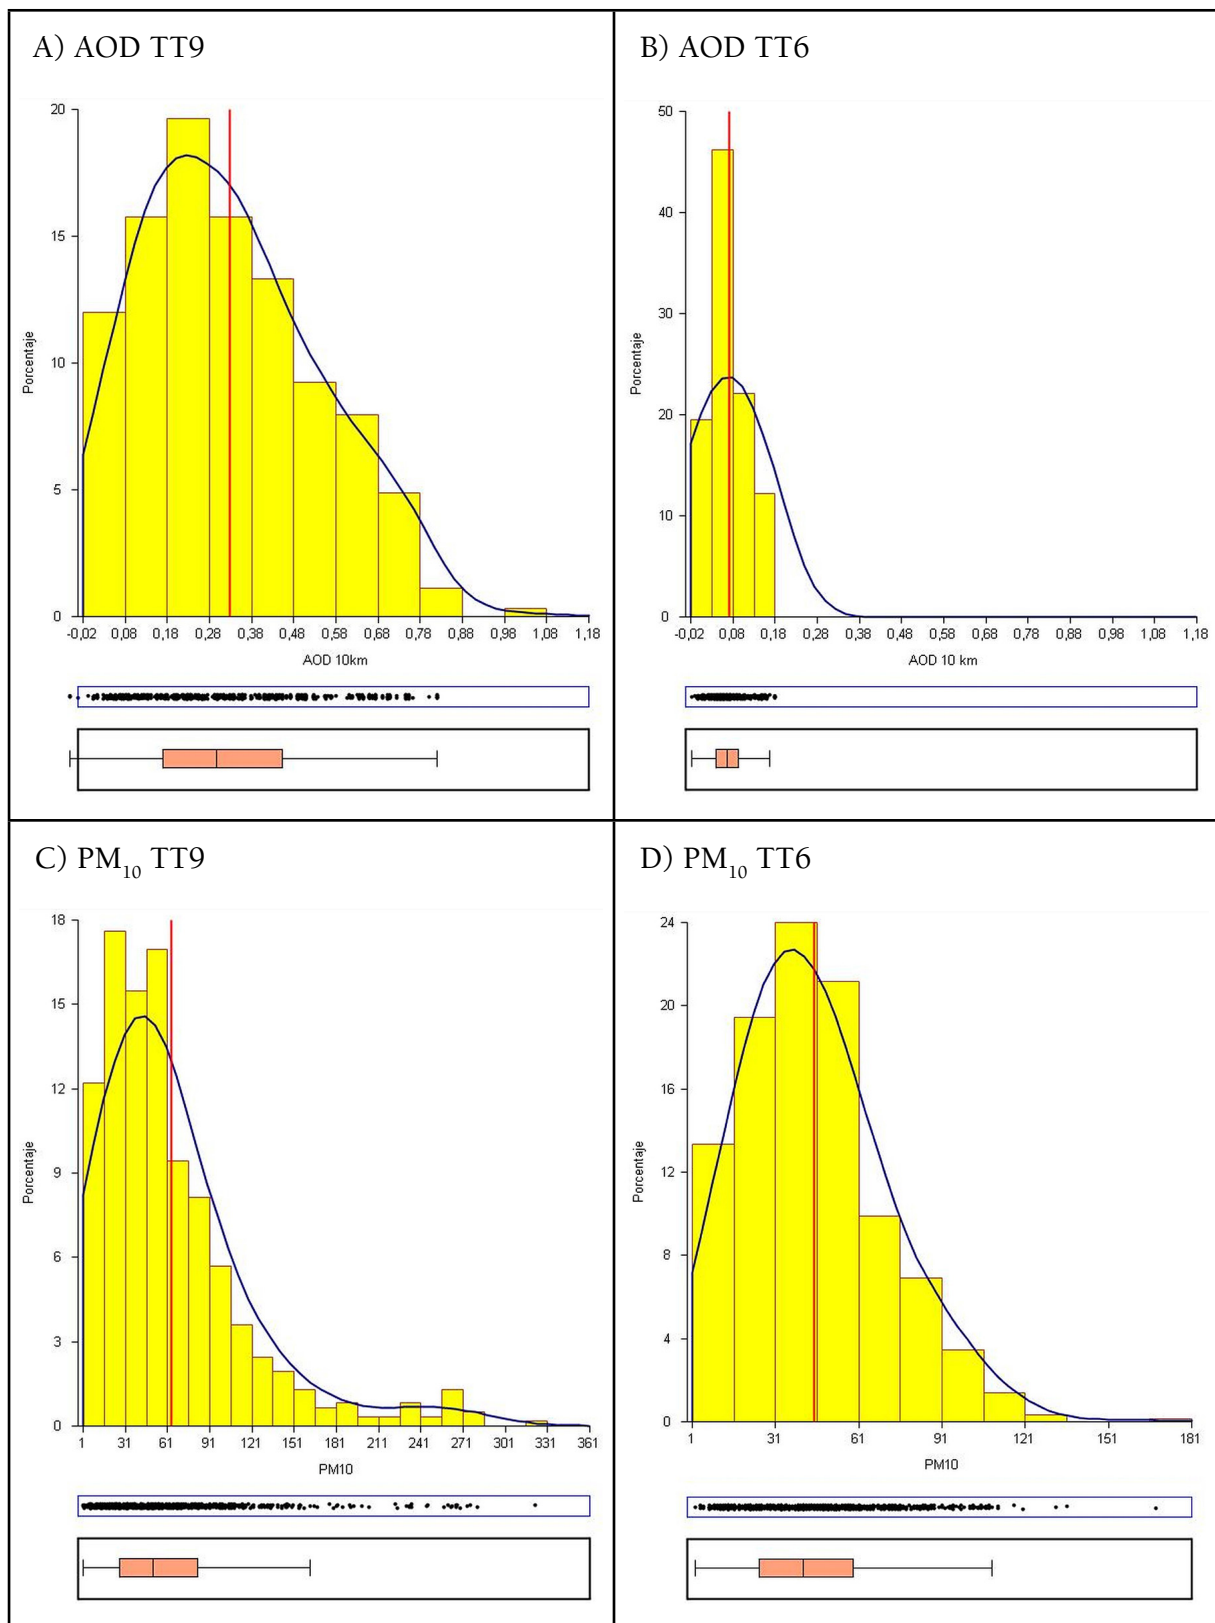 A) AOD TT9
20
15
10
5
0
Porcentaje
-0,02 0,08 0,18 0,28 0,38 0,48 0,58 0,68 0,78 0,88 0,98 1,08 1,18
AOD 10km
B) AOD TT6
50
40
30
20
10
0
Porcentaje
-0,02 0,08 0,18 0,28 0,38 0,48 0,58 0,68 0,78 0,88 0,98 1,08 1,18
AOD 10 km
C) PM₁₀ TT9
18
15
12
9
6
3
0
Porcentaje
1 31 61 91 121 151 181 211 241 271 301 331 361
PM10
D) PM₁₀ TT6
24
20
16
12
8
4
0
Porcentaje
1 31 61 91 121 151 181
PM10